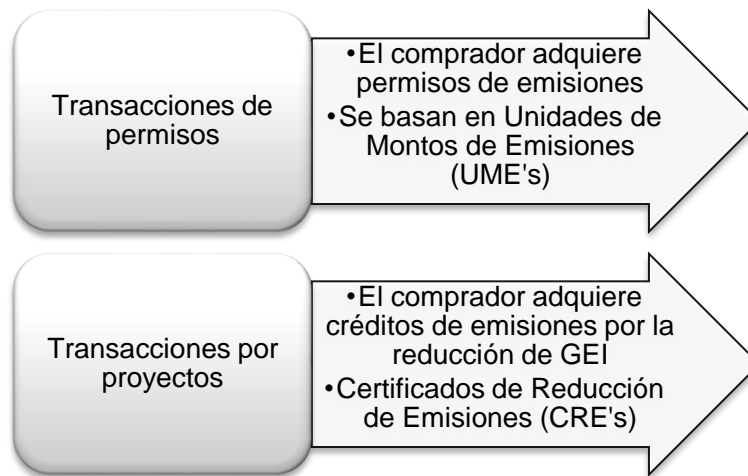 Transacciones de
permisos
•El comprador adquiere
permisos de emisiones
•Se basan en Unidades de
Montos de Emisiones
(UME's)
Transacciones por
proyectos
•El comprador adquiere
créditos de emisiones por la
reducción de GEI
•Certificados de Reducción
de Emisiones (CRE's)